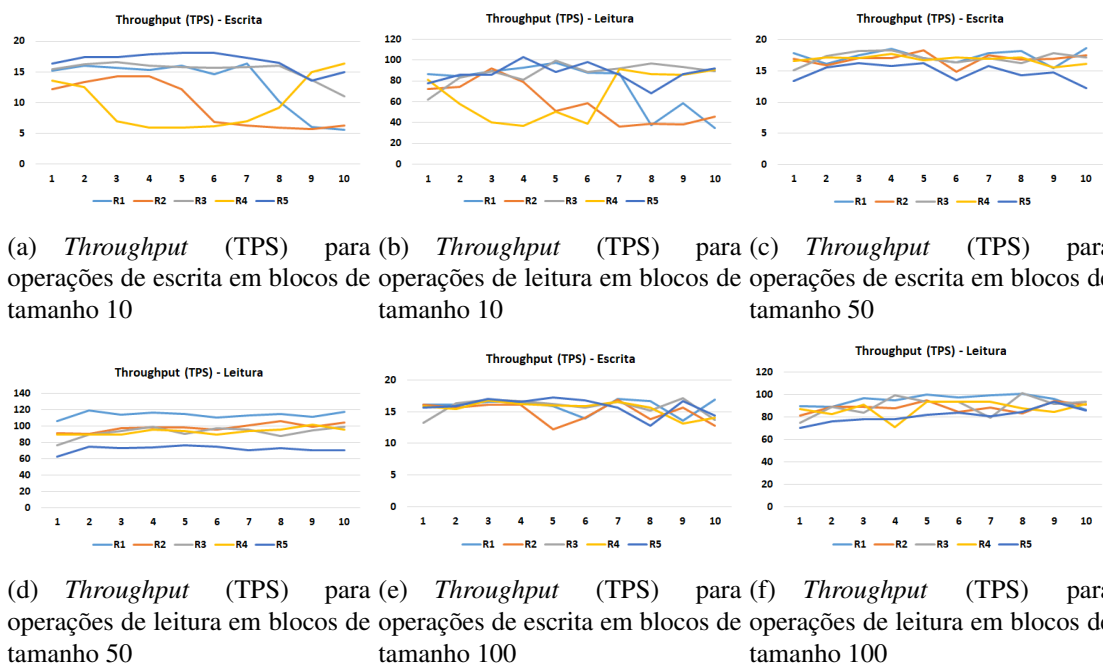 Throughput (TPS) - Escrita
20
15
10
5
0
1 2 3 4 5 6 7 8 9 10
R1 R2 R3 R4 R5
(a) Throughput (TPS) para
operações de escrita em blocos de
tamanho 10
Throughput (TPS) - Leitura
120
100
80
60
40
20
0
1 2 3 4 5 6 7 8 9 10
R1 R2 R3 R4 R5
(b) Throughput (TPS) para
operações de leitura em blocos de
tamanho 10
Throughput (TPS) - Escrita
20
15
10
5
0
1 2 3 4 5 6 7 8 9 10
R1 R2 R3 R4 R5
(c) Throughput (TPS) para
operações de escrita em blocos de
tamanho 50
Throughput (TPS) - Leitura
140
120
100
80
60
40
20
0
1 2 3 4 5 6 7 8 9 10
R1 R2 R3 R4 R5
(d) Throughput (TPS) para
operações de leitura em blocos de
tamanho 50
Throughput (TPS) - Escrita
20
15
10
5
0
1 2 3 4 5 6 7 8 9 10
R1 R2 R3 R4 R5
(e) Throughput (TPS) para
operações de escrita em blocos de
tamanho 100
Throughput (TPS) - Leitura
120
100
80
60
40
20
0
1 2 3 4 5 6 7 8 9 10
R1 R2 R3 R4 R5
(f) Throughput (TPS) para
operações de leitura em blocos de
tamanho 100